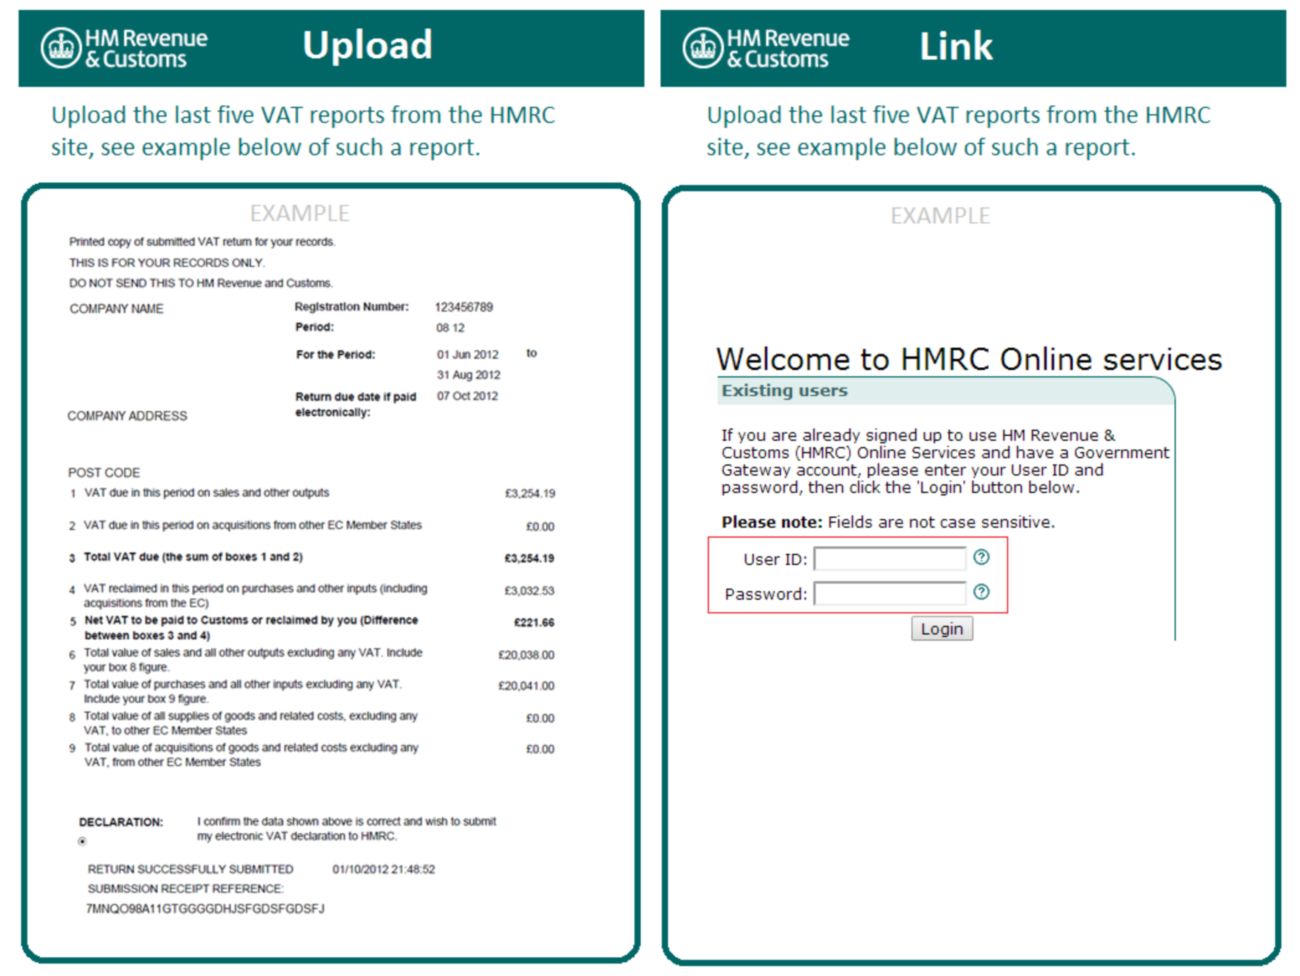 HM Revenue
& Customs
Upload
Upload the last five VAT reports from the HMRC
site, see example below of such a report.
EXAMPLE
Printed copy of submitted VAT return for your records.
THIS IS FOR YOUR RECORDS ONLY.
DO NOT SEND THIS TO HM Revenue and Customs.
COMPANY NAME
Registration Number: 123456789
Period: 08 12
For the Period: 01 Jun 2012 to
31 Aug 2012
Return due date if paid 07 Oct 2012
electronically:
COMPANY ADDRESS
POST CODE
1 VAT due in this period on sales and other outputs £3,254.19
2 VAT due in this period on acquisitions from other EC Member States £0.00
3 Total VAT due (the sum of boxes 1 and 2) £3,254.19
4 VAT reclaimed in this period on purchases and other inputs (including £3,032.53
acquisitions from the EC)
5 Net VAT to be paid to Customs or reclaimed by you (Difference £221.66
between boxes 3 and 4)
6 Total value of sales and all other outputs excluding any VAT. Include £20,038.00
your box 8 figure.
7 Total value of purchases and all other inputs excluding any VAT. £20,041.00
Include your box 9 figure.
8 Total value of all supplies of goods and related costs, excluding any £0.00
VAT, to other EC Member States
9 Total value of acquisitions of goods and related costs excluding any £0.00
VAT, from other EC Member States
DECLARATION: I confirm the data shown above is correct and wish to submit
my electronic VAT declaration to HMRC.
RETURN SUCCESSFULLY SUBMITTED 01/10/2012 21:48:52
SUBMISSION RECEIPT REFERENCE:
7MNQO98A11GTGGGGDHJSFGDSFGDSFJ
HM Revenue
& Customs
Link
Upload the last five VAT reports from the HMRC
site, see example below of such a report.
EXAMPLE
Welcome to HMRC Online services
Existing users
If you are already signed up to use HM Revenue &
Customs (HMRC) Online Services and have a Government
Gateway account, please enter your User ID and
password, then click the 'Login' button below.
Please note: Fields are not case sensitive.
User ID: ?
Password: ?
Login